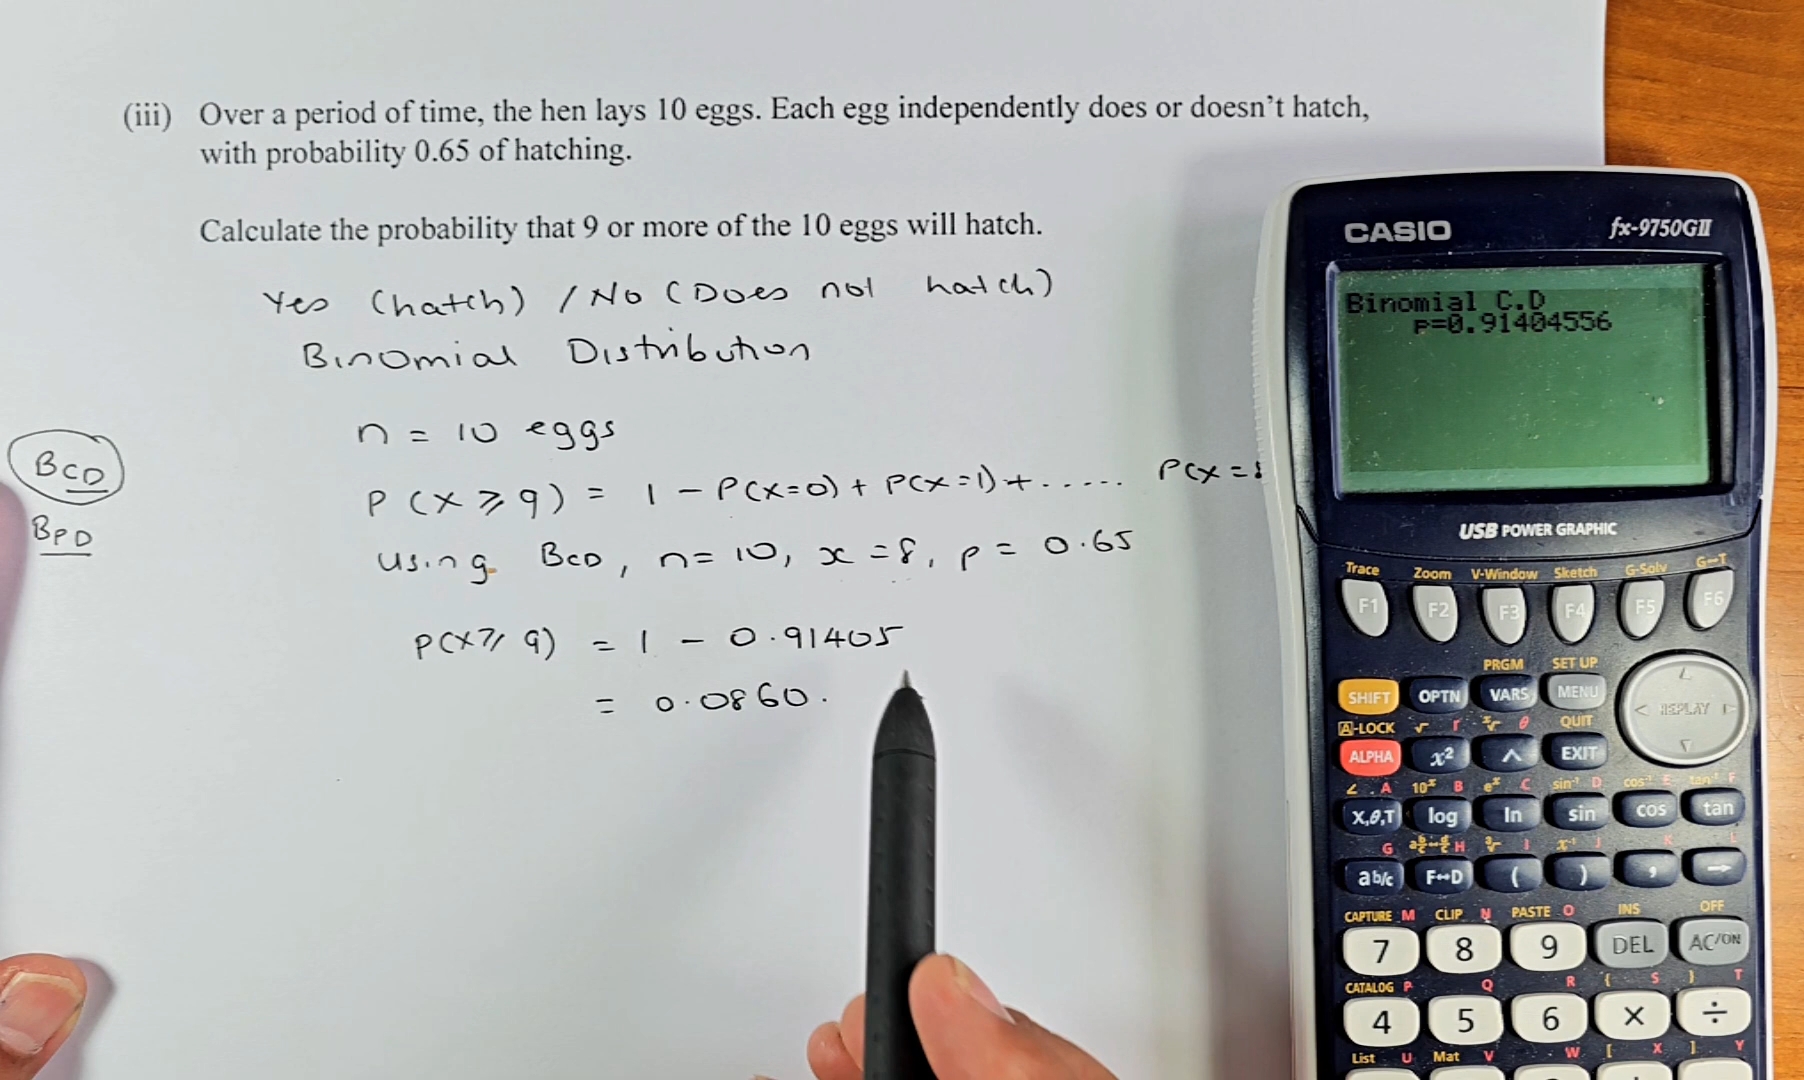 (iii) Over a period of time, the hen lays 10 eggs. Each egg independently does or doesn't hatch,
with probability 0.65 of hatching.
Calculate the probability that 9 or more of the 10 eggs will hatch.
Yes (hatch) / No (Does not hatch)
Binomial Distribution
n = 10 eggs
BCD
P(X ⩾ 9) = 1 - P(X=0) + P(X=1) + ...... P(X=
BPD
Using BCD, n=10, x=8, p = 0.65
P(X ⩾ 9) = 1 - 0.91405
= 0.0860.
CASIO fx-9750GII
Binomial C.D
p=0.91404556
USB POWER GRAPHIC
Trace Zoom V-Window Sketch G-Solv G↔T
F1 F2 F3 F4 F5 F6
PRGM SET UP
SHIFT OPTN VARS MENU
REPLAY
A-LOCK √ r ˣ√ θ QUIT
ALPHA x² ^ EXIT
∠ A 10ˣ B eˣ C sin⁻¹ D cos⁻¹ E tan⁻¹ F
X,θ,T log ln sin cos tan
G H ³√ I x⁻¹ J K L
a b/c F↔D ( ) , →
CAPTURE M CLIP N PASTE O INS OFF
7 8 9 DEL AC/ON
CATALOG P Q R { S } T
4 5 6 × ÷
List U Mat V W [ X ] Y